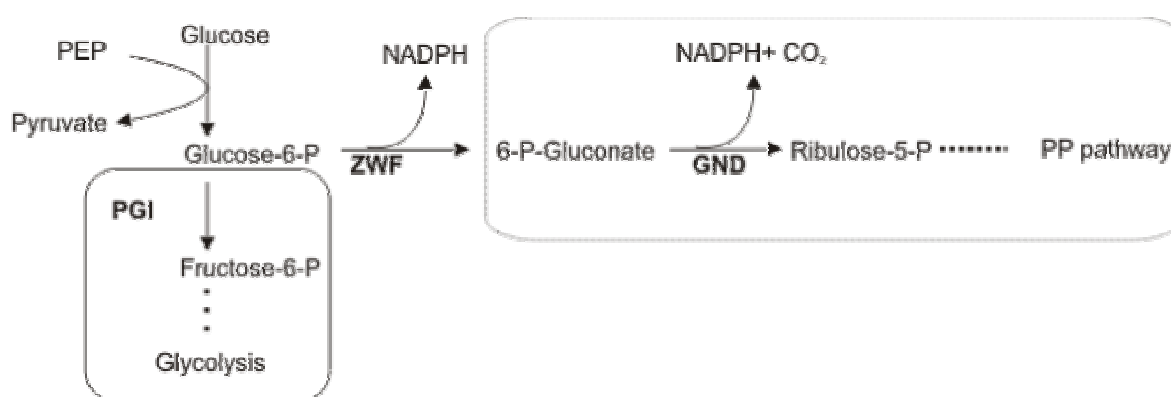 Glucose
PEP
NADPH
NADPH+ CO₂
Pyruvate
Glucose-6-P
ZWF
6-P-Gluconate
GND
Ribulose-5-P
PP pathway
PGI
Fructose-6-P
Glycolysis